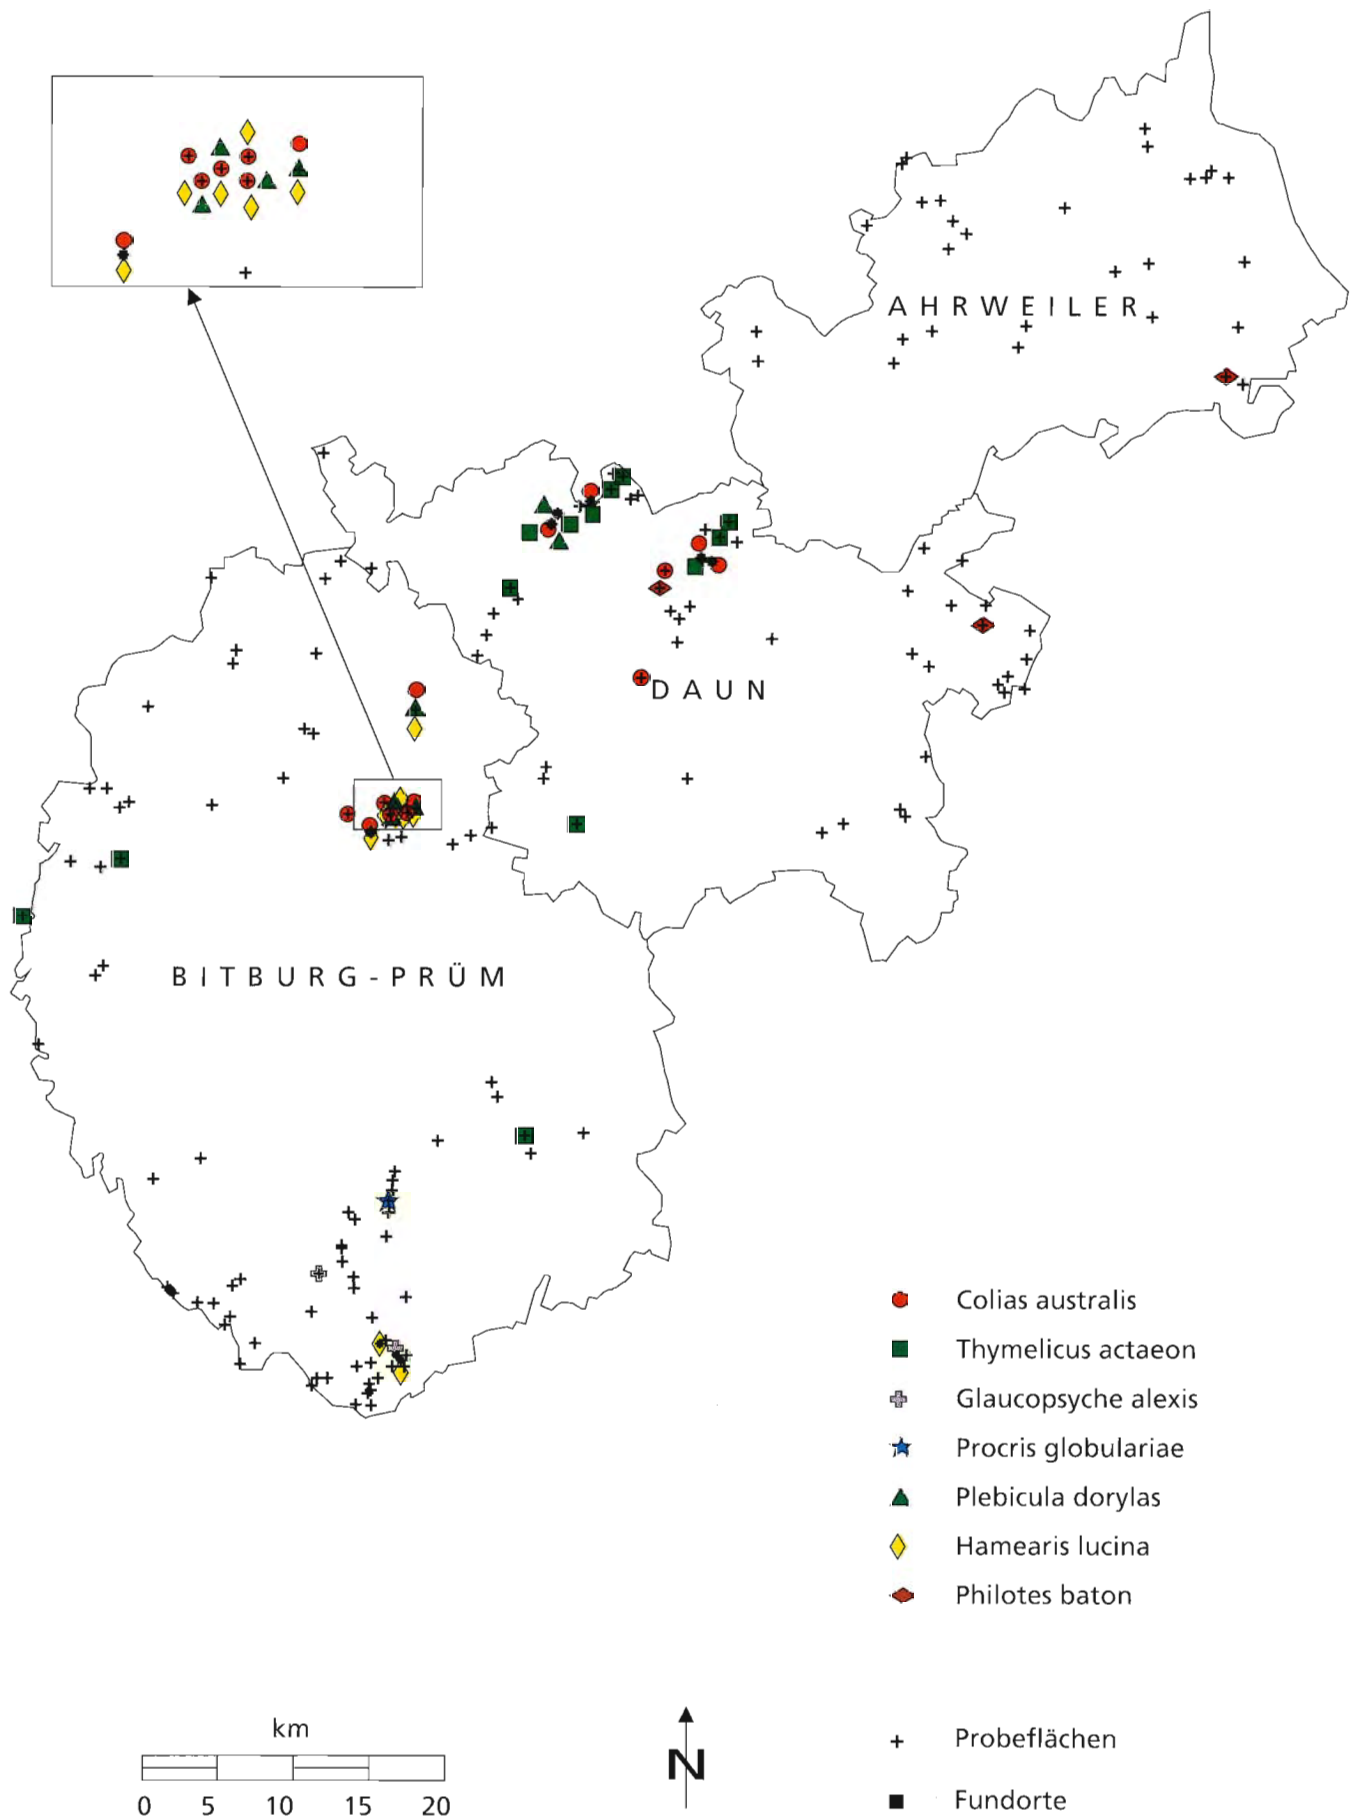 AHRWEILER
DAUN
BITBURG-PRÜM
Colias australis
Thymelicus actaeon
Glaucopsyche alexis
Procris globulariae
Plebicula dorylas
Hamearis lucina
Philotes baton
km
0 5 10 15 20
N
Probeflächen
Fundorte